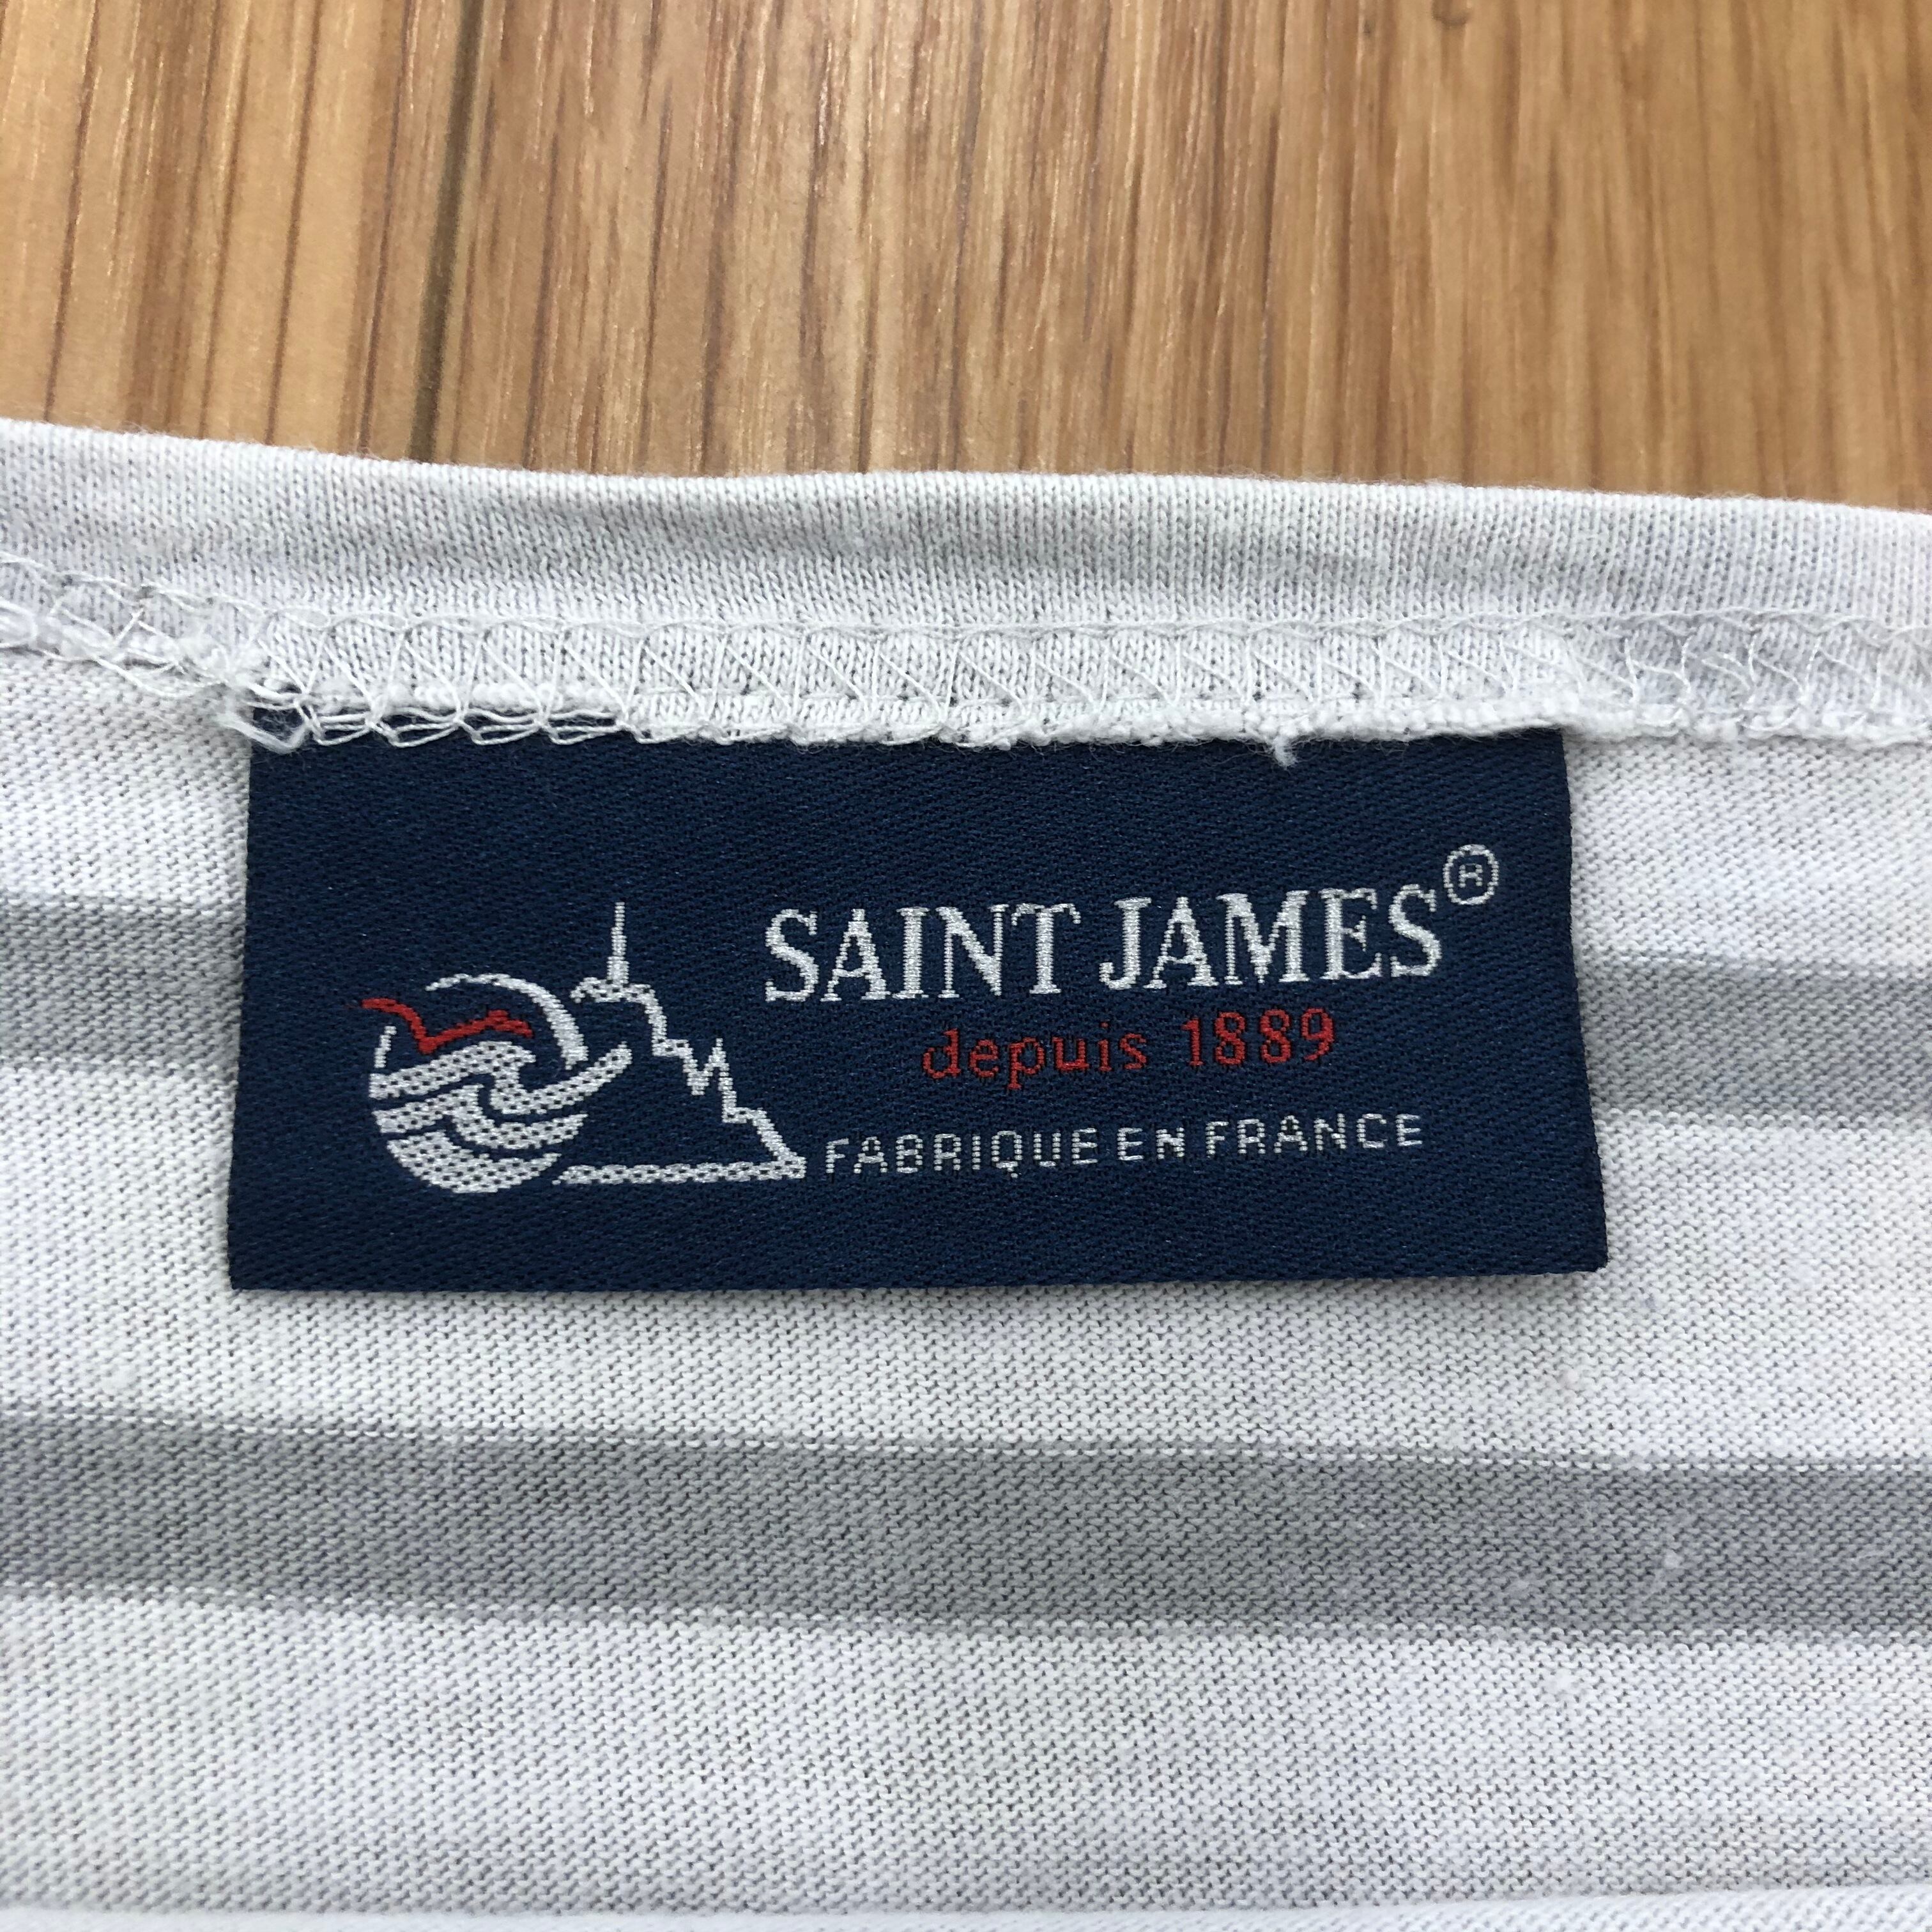 SAINT JAMES®
depuis 1889
FABRIQUE EN FRANCE